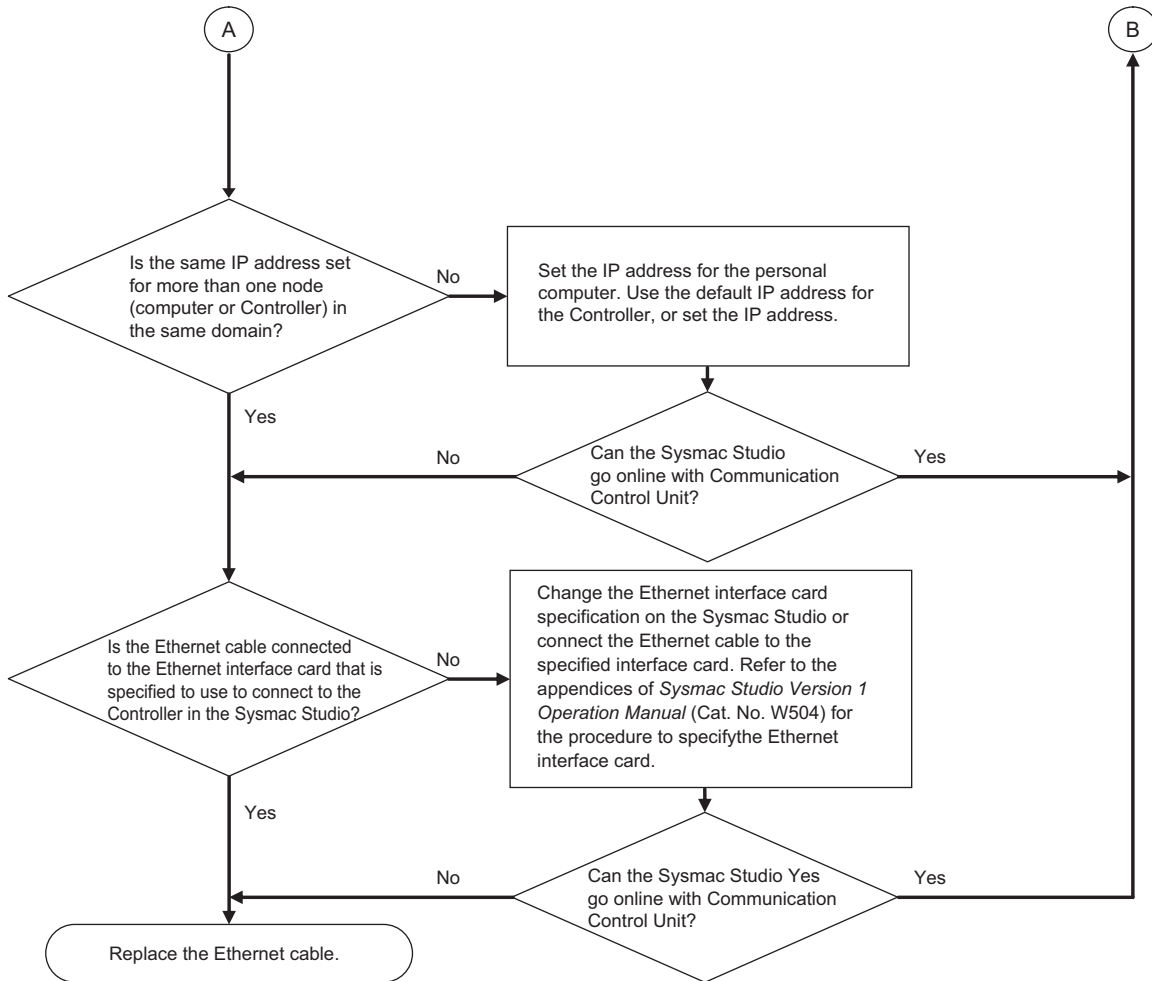 A
B
Is the same IP address set
for more than one node
(computer or Controller) in
the same domain?
No
Set the IP address for the personal
computer. Use the default IP address for
the Controller, or set the IP address.
Yes
No
Can the Sysmac Studio
go online with Communication
Control Unit?
Yes
Is the Ethernet cable connected
to the Ethernet interface card that is
specified to use to connect to the
Controller in the Sysmac Studio?
No
Change the Ethernet interface card
specification on the Sysmac Studio or
connect the Ethernet cable to the
specified interface card. Refer to the
appendices of Sysmac Studio Version 1
Operation Manual (Cat. No. W504) for
the procedure to specifythe Ethernet
interface card.
Yes
No
Can the Sysmac Studio Yes
go online with Communication
Control Unit?
Yes
Replace the Ethernet cable.